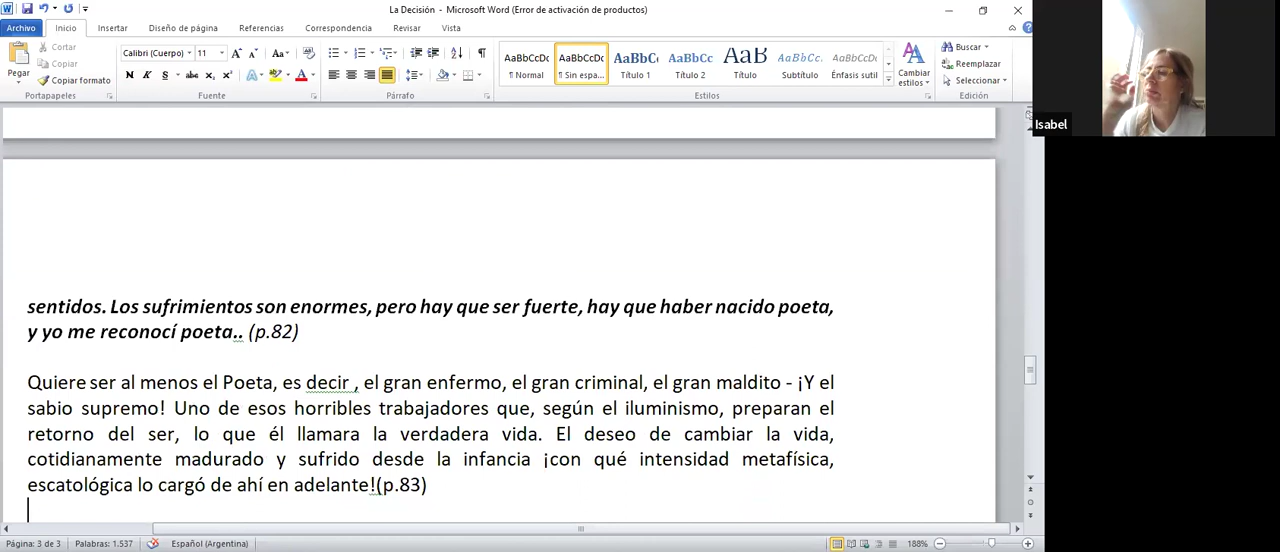 La Decisión - Microsoft Word (Error de activación de productos)
Archivo Inicio Insertar Diseño de página Referencias Correspondencia Revisar Vista
Pegar
Cortar
Copiar
Copiar formato
Portapapeles
Calibri (Cuerpo) 11
N K S abc x₂ x²
Fuente
Párrafo
AaBbCcDc AaBbCcDc AaBbC( AaBbCc AaB AaBbCc. AaBbCcDc
¶ Normal ¶ Sin espa... Título 1 Título 2 Título Subtítulo Énfasis sutil
Cambiar estilos
Estilos
Buscar
Reemplazar
Seleccionar
Edición
Isabel
sentidos. Los sufrimientos son enormes, pero hay que ser fuerte, hay que haber nacido poeta,
y yo me reconocí poeta.. (p.82)
Quiere ser al menos el Poeta, es decir , el gran enfermo, el gran criminal, el gran maldito - ¡Y el
sabio supremo! Uno de esos horribles trabajadores que, según el iluminismo, preparan el
retorno del ser, lo que él llamara la verdadera vida. El deseo de cambiar la vida,
cotidianamente madurado y sufrido desde la infancia ¡con qué intensidad metafísica,
escatológica lo cargó de ahí en adelante!(p.83)
Página: 3 de 3 Palabras: 1.537 Español (Argentina) 188%